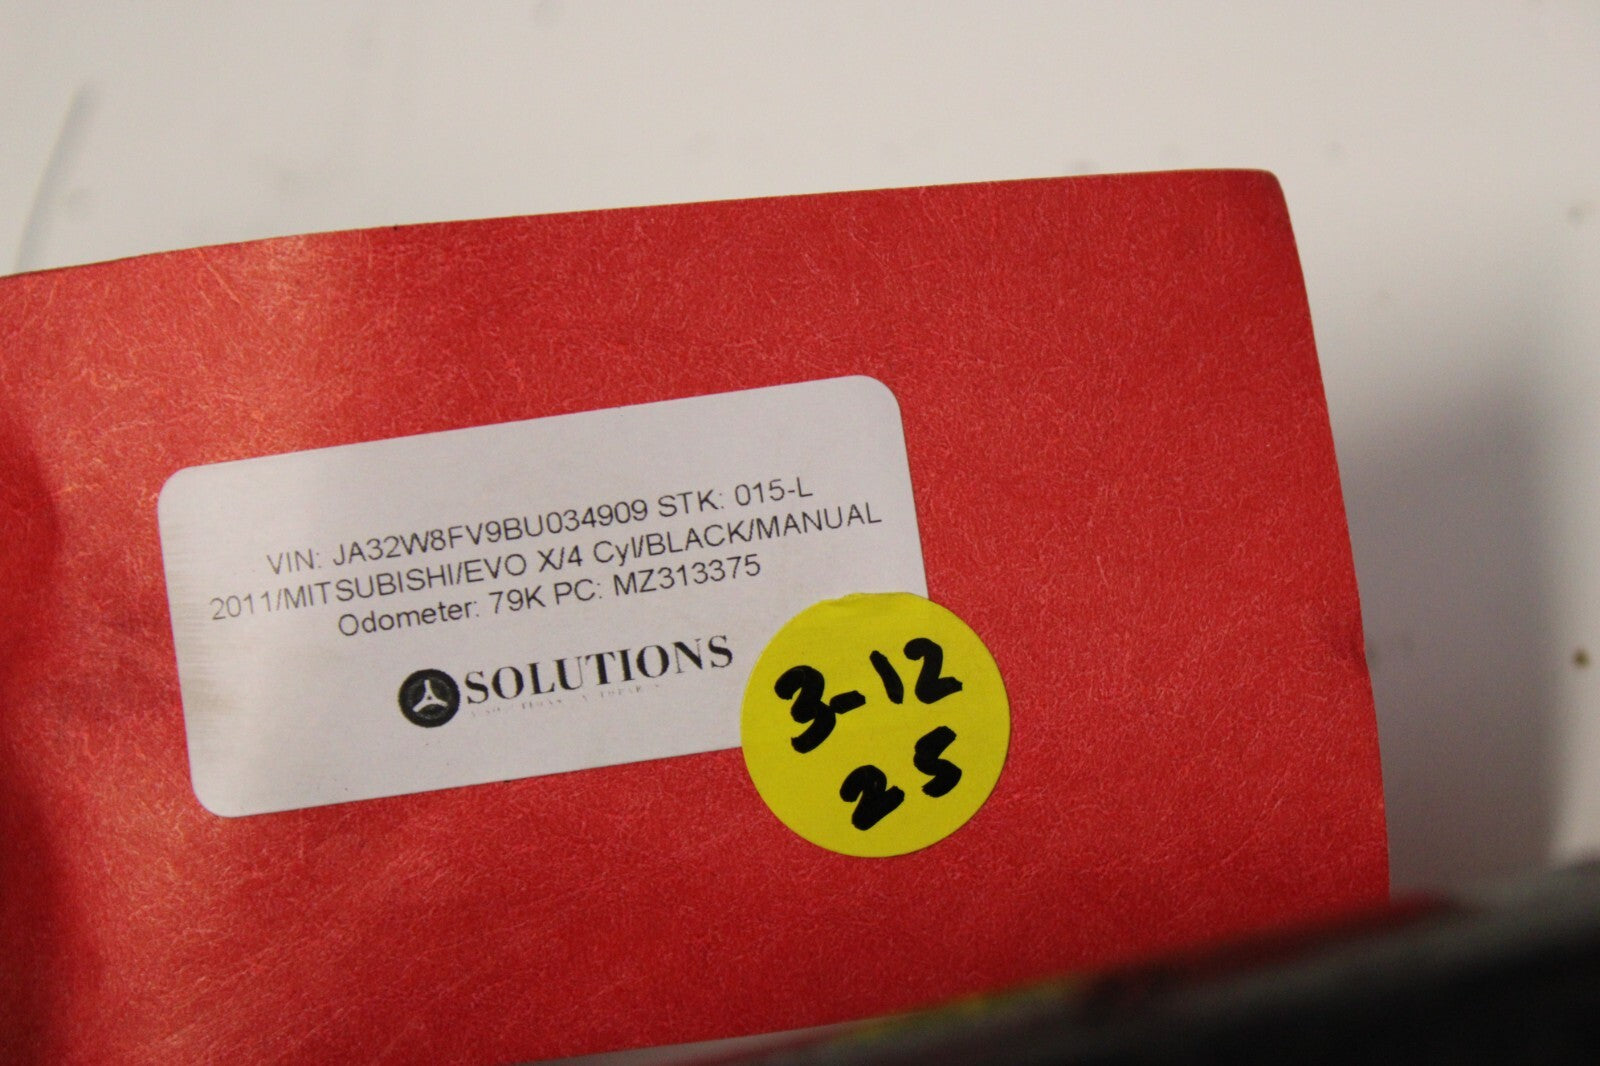 VIN: JA32W8FV9BU034909 STK: 015-L
2011/MITSUBISHI/EVO X/4 Cyl/BLACK/MANUAL
Odometer: 79K PC: MZ313375
SOLUTIONS
3-12
25